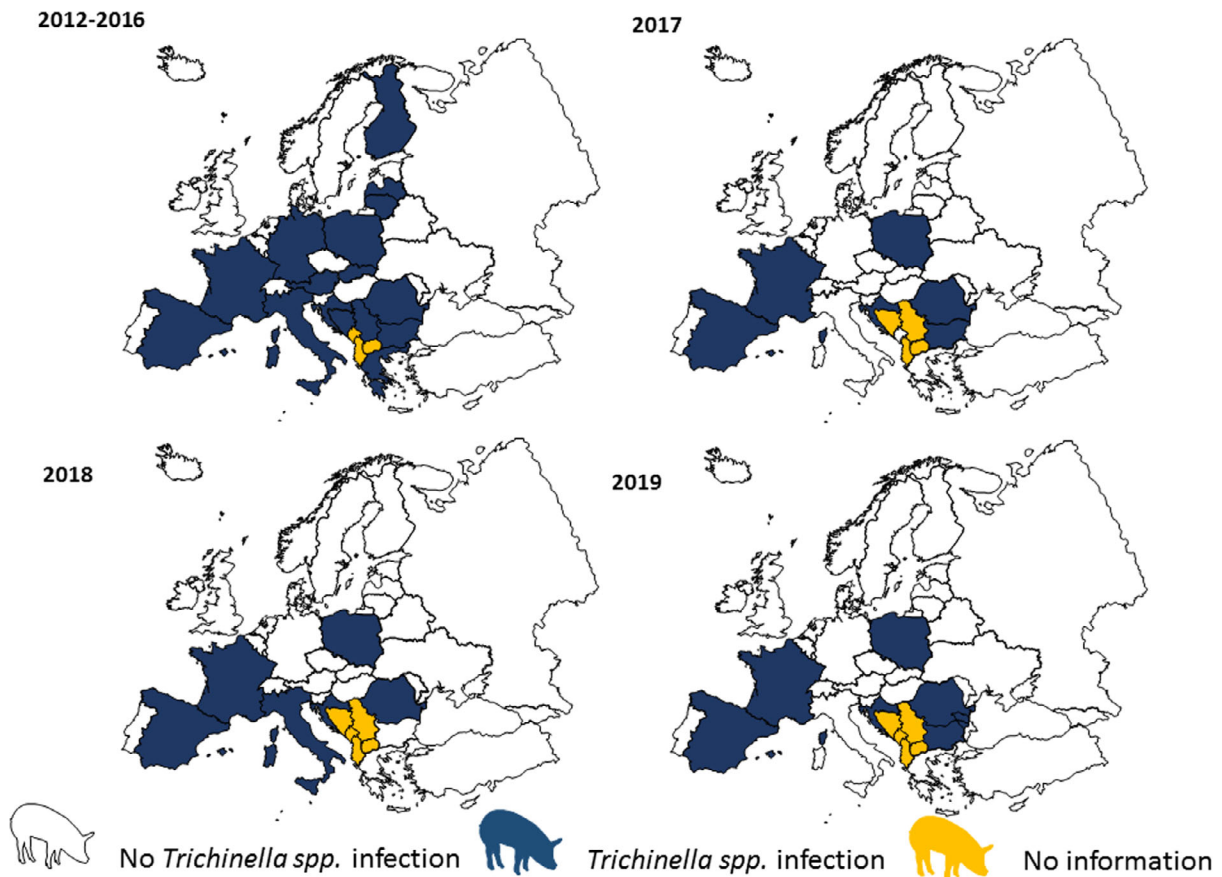 2012-2016
2017
2018
2019
No Trichinella spp. infection
Trichinella spp. infection
No information